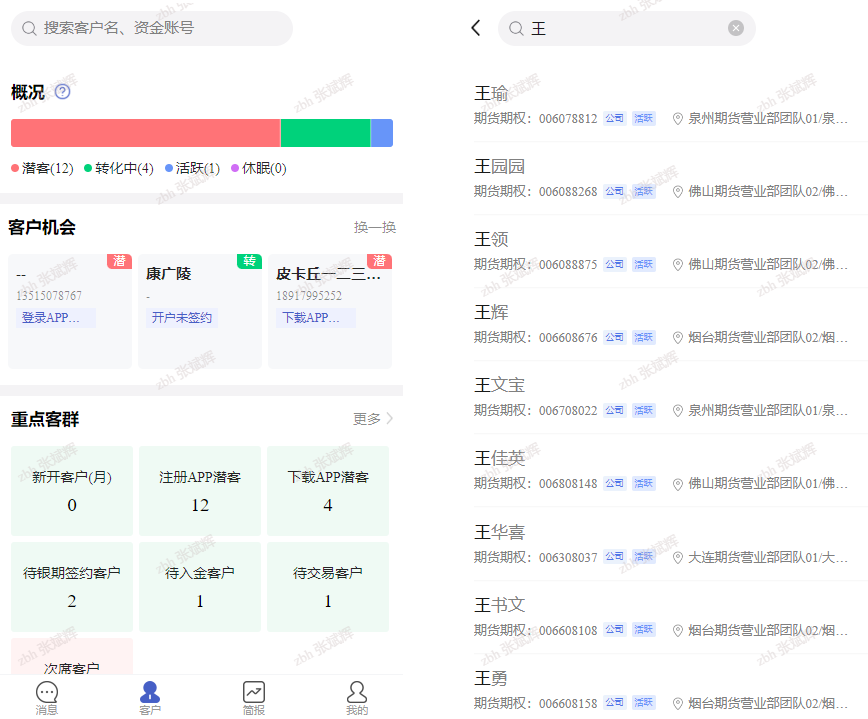 搜索客户名、资金账号
概况
潜客(12) 转化中(4) 活跃(1) 休眠(0)
客户机会 换一换
潜 转 潜
-- 康广陵 皮卡丘一二三…
13515078767 - 18917995252
登录APP… 开户未签约 下载APP…
重点客群 更多
新开客户(月) 注册APP潜客 下载APP潜客
0 12 4
待银期签约客户 待入金客户 待交易客户
2 1 1
次席客户
消息 客户 简报 我的
王
王瑜
期货期权：006078812 公司 活跃 泉州期货营业部团队01/泉…
王园园
期货期权：006088268 公司 活跃 佛山期货营业部团队02/佛…
王领
期货期权：006088875 公司 活跃 佛山期货营业部团队02/佛…
王辉
期货期权：006608676 公司 活跃 烟台期货营业部团队02/烟…
王文宝
期货期权：006708022 公司 活跃 泉州期货营业部团队01/泉…
王佳英
期货期权：006808148 公司 活跃 佛山期货营业部团队01/佛…
王华喜
期货期权：006308037 公司 活跃 大连期货营业部团队01/大…
王书文
期货期权：006608108 公司 活跃 烟台期货营业部团队02/烟…
王勇
期货期权：006608158 公司 活跃 烟台期货营业部团队02/烟…
zbh 张斌辉